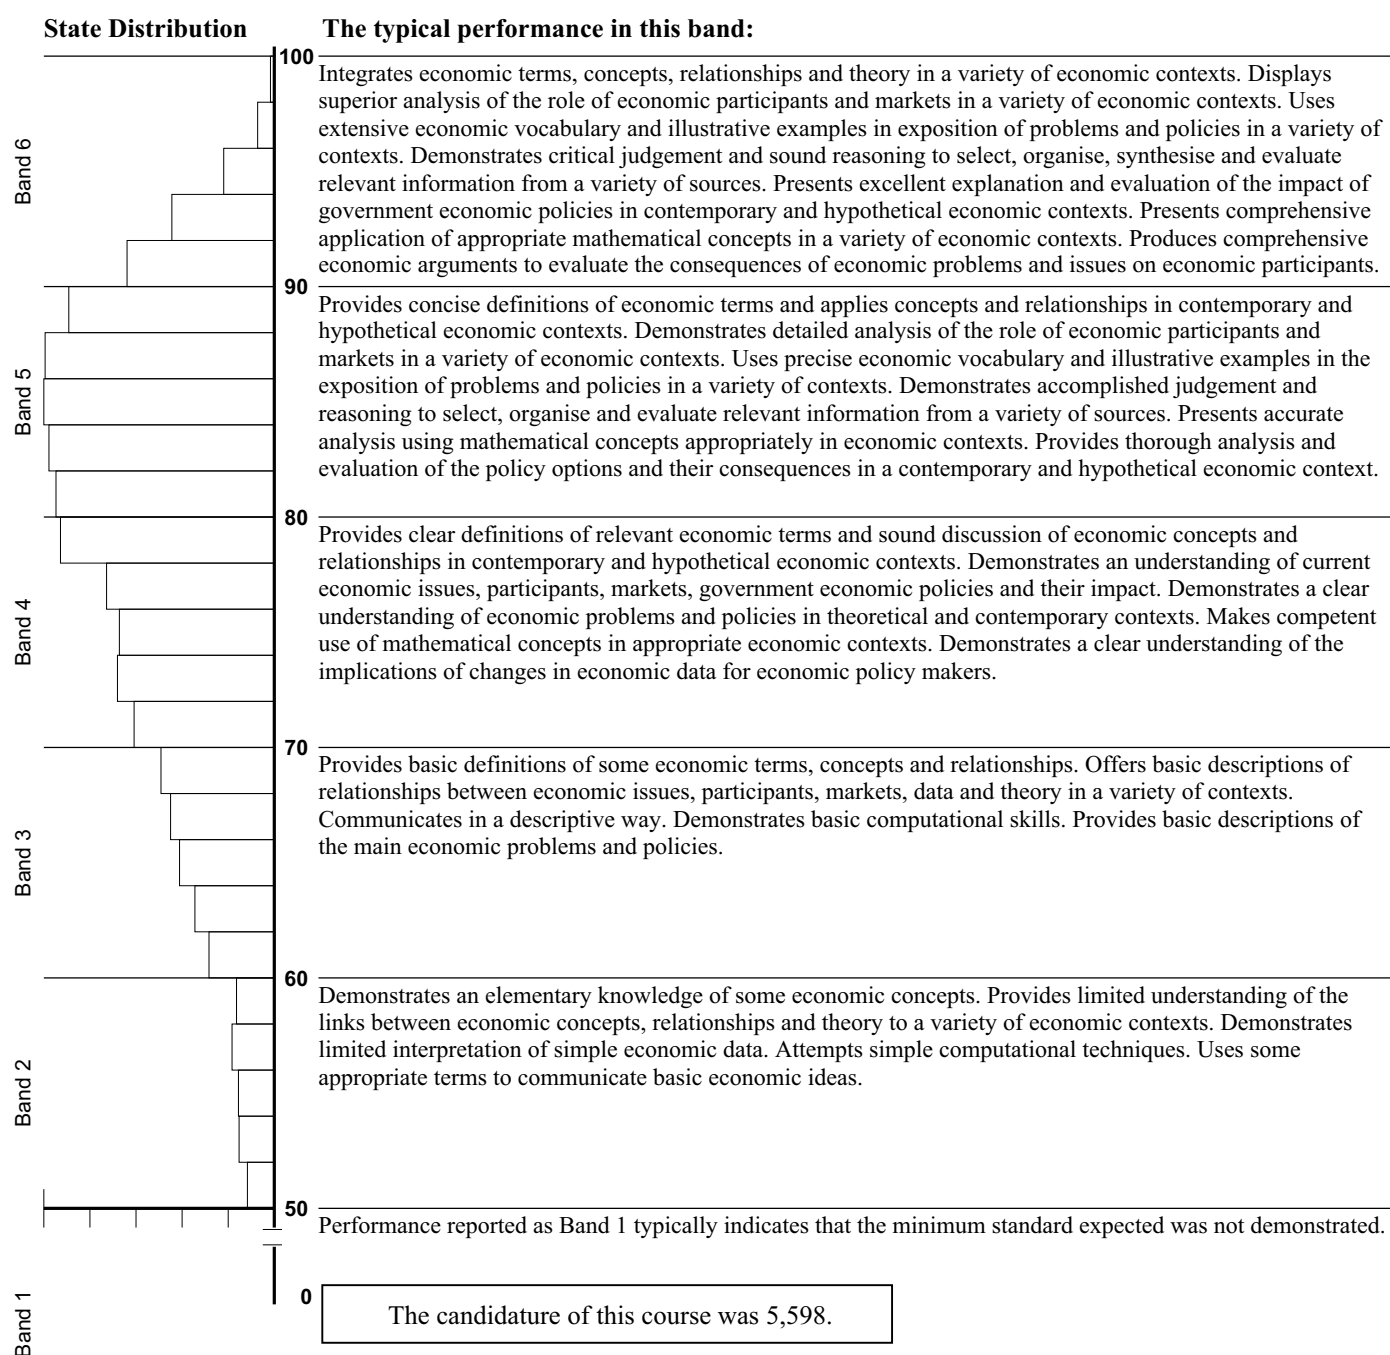 State Distribution
The typical performance in this band:
100
Integrates economic terms, concepts, relationships and theory in a variety of economic contexts. Displays
superior analysis of the role of economic participants and markets in a variety of economic contexts. Uses
extensive economic vocabulary and illustrative examples in exposition of problems and policies in a variety of
contexts. Demonstrates critical judgement and sound reasoning to select, organise, synthesise and evaluate
relevant information from a variety of sources. Presents excellent explanation and evaluation of the impact of
government economic policies in contemporary and hypothetical economic contexts. Presents comprehensive
application of appropriate mathematical concepts in a variety of economic contexts. Produces comprehensive
economic arguments to evaluate the consequences of economic problems and issues on economic participants.
Band 6
90
Provides concise definitions of economic terms and applies concepts and relationships in contemporary and
hypothetical economic contexts. Demonstrates detailed analysis of the role of economic participants and
markets in a variety of economic contexts. Uses precise economic vocabulary and illustrative examples in the
exposition of problems and policies in a variety of contexts. Demonstrates accomplished judgement and
reasoning to select, organise and evaluate relevant information from a variety of sources. Presents accurate
analysis using mathematical concepts appropriately in economic contexts. Provides thorough analysis and
evaluation of the policy options and their consequences in a contemporary and hypothetical economic context.
Band 5
80
Provides clear definitions of relevant economic terms and sound discussion of economic concepts and
relationships in contemporary and hypothetical economic contexts. Demonstrates an understanding of current
economic issues, participants, markets, government economic policies and their impact. Demonstrates a clear
understanding of economic problems and policies in theoretical and contemporary contexts. Makes competent
use of mathematical concepts in appropriate economic contexts. Demonstrates a clear understanding of the
implications of changes in economic data for economic policy makers.
Band 4
70
Provides basic definitions of some economic terms, concepts and relationships. Offers basic descriptions of
relationships between economic issues, participants, markets, data and theory in a variety of contexts.
Communicates in a descriptive way. Demonstrates basic computational skills. Provides basic descriptions of
the main economic problems and policies.
Band 3
60
Demonstrates an elementary knowledge of some economic concepts. Provides limited understanding of the
links between economic concepts, relationships and theory to a variety of economic contexts. Demonstrates
limited interpretation of simple economic data. Attempts simple computational techniques. Uses some
appropriate terms to communicate basic economic ideas.
Band 2
50
Performance reported as Band 1 typically indicates that the minimum standard expected was not demonstrated.
0
Band 1
The candidature of this course was 5,598.